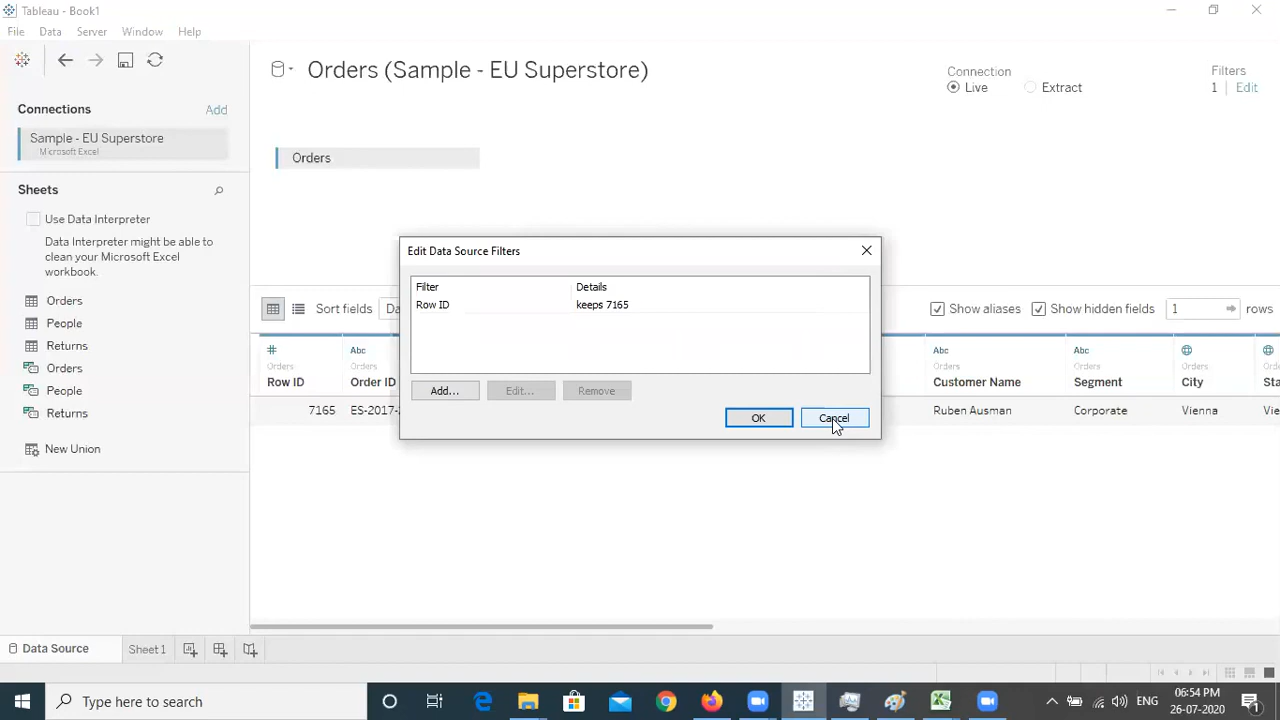 Tableau - Book1
File Data Server Window Help
Orders (Sample - EU Superstore)
Connection
Live Extract
Filters
1 Edit
Connections Add
Sample - EU Superstore
Microsoft Excel
Orders
Sheets
Use Data Interpreter
Data Interpreter might be able to
clean your Microsoft Excel
workbook.
Orders
People
Returns
Orders
People
Returns
New Union
Edit Data Source Filters
Filter Details
Row ID keeps 7165
Add... Edit... Remove
OK Cancel
Sort fields Show aliases Show hidden fields 1 rows
# Abc Abc Abc
Orders Orders Orders Orders Orders
Row ID Order ID Customer Name Segment City
7165 Ruben Ausman Corporate Vienna
Data Source Sheet 1
Type here to search
ENG
06:54 PM
26-07-2020
1